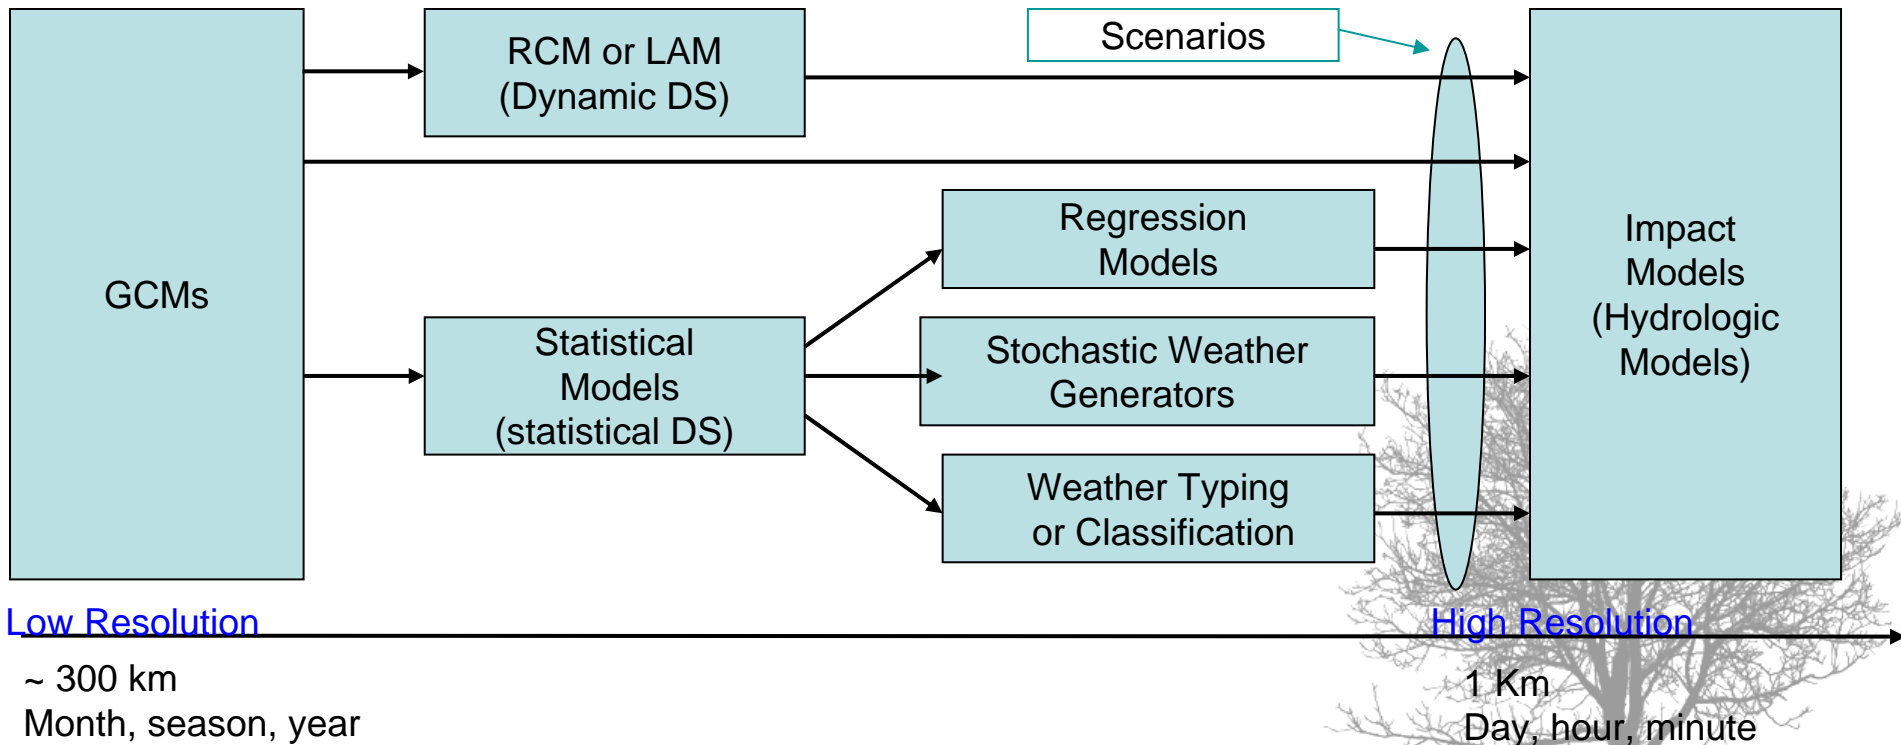 GCMs
RCM or LAM
(Dynamic DS)
Scenarios
Regression
Models
Statistical
Models
(statistical DS)
Stochastic Weather
Generators
Weather Typing
or Classification
Impact
Models
(Hydrologic
Models)
Low Resolution
~ 300 km
Month, season, year
High Resolution
1 Km
Day, hour, minute